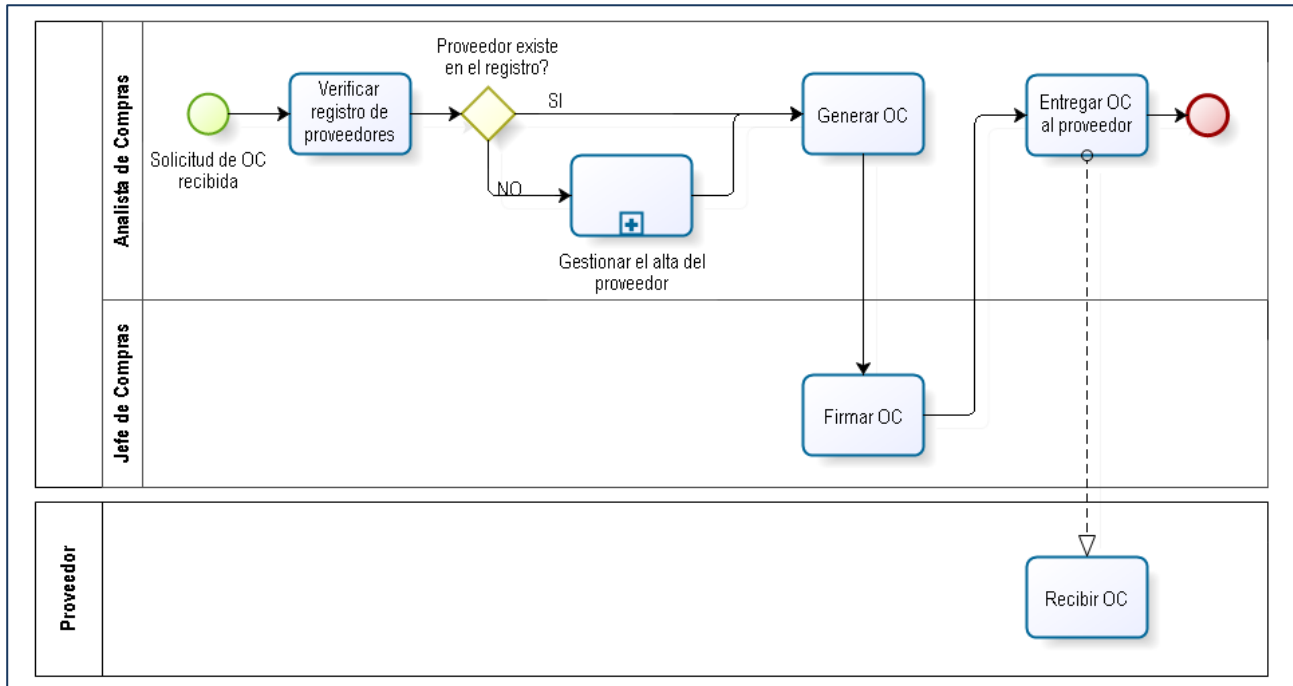 Analista de Compras
Solicitud de OC
recibida
Verificar
registro de
proveedores
Proveedor existe
en el registro?
SI
NO
Gestionar el alta del
proveedor
Generar OC
Entregar OC
al proveedor
Jefe de Compras
Firmar OC
Proveedor
Recibir OC